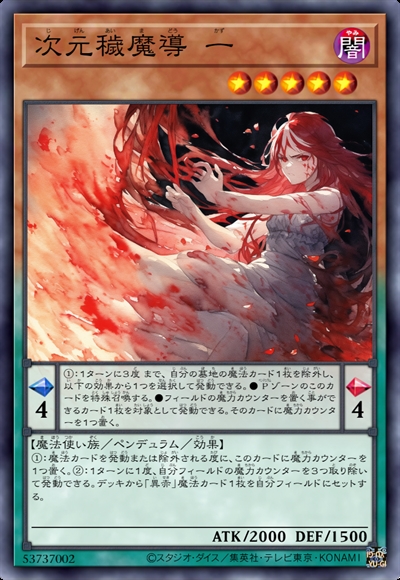 次元穢魔導 一
闇
①:1ターンに3度まで、自分の墓地の魔法カード1枚を除外し、
以下の効果から1つを選択して発動できる。●Pゾーンのこのカー
ドを特殊召喚する。●フィールドの魔力カウンターを置く事がで
きるカード1枚を対象として発動できる。そのカードに魔力カウンタ
ーを1つ置く。
4
4
【魔法使い族/ペンデュラム/効果】
①:魔法カードを発動または除外される度に、このカードに魔力カウンターを
1つ置く。②:1ターンに1度、自分フィールドの魔力カウンターを3つ取り除い
て発動できる。デッキから「異 」魔法カード1枚を自分フィールドにセットす
る。
ATK/2000 DEF/1500
53737002
©スタジオ・ダイス/集英社・テレビ東京・KONAMI